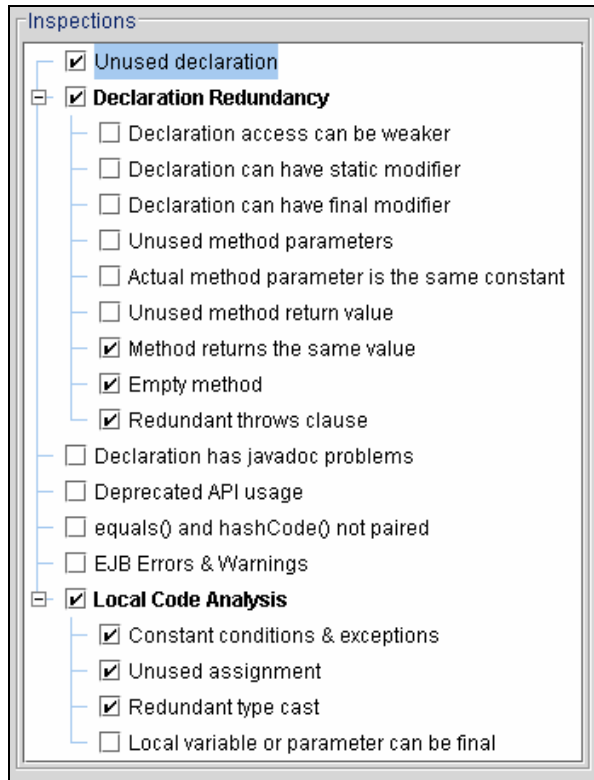 Inspections
Unused declaration
Declaration Redundancy
Declaration access can be weaker
Declaration can have static modifier
Declaration can have final modifier
Unused method parameters
Actual method parameter is the same constant
Unused method return value
Method returns the same value
Empty method
Redundant throws clause
Declaration has javadoc problems
Deprecated API usage
equals() and hashCode() not paired
EJB Errors & Warnings
Local Code Analysis
Constant conditions & exceptions
Unused assignment
Redundant type cast
Local variable or parameter can be final